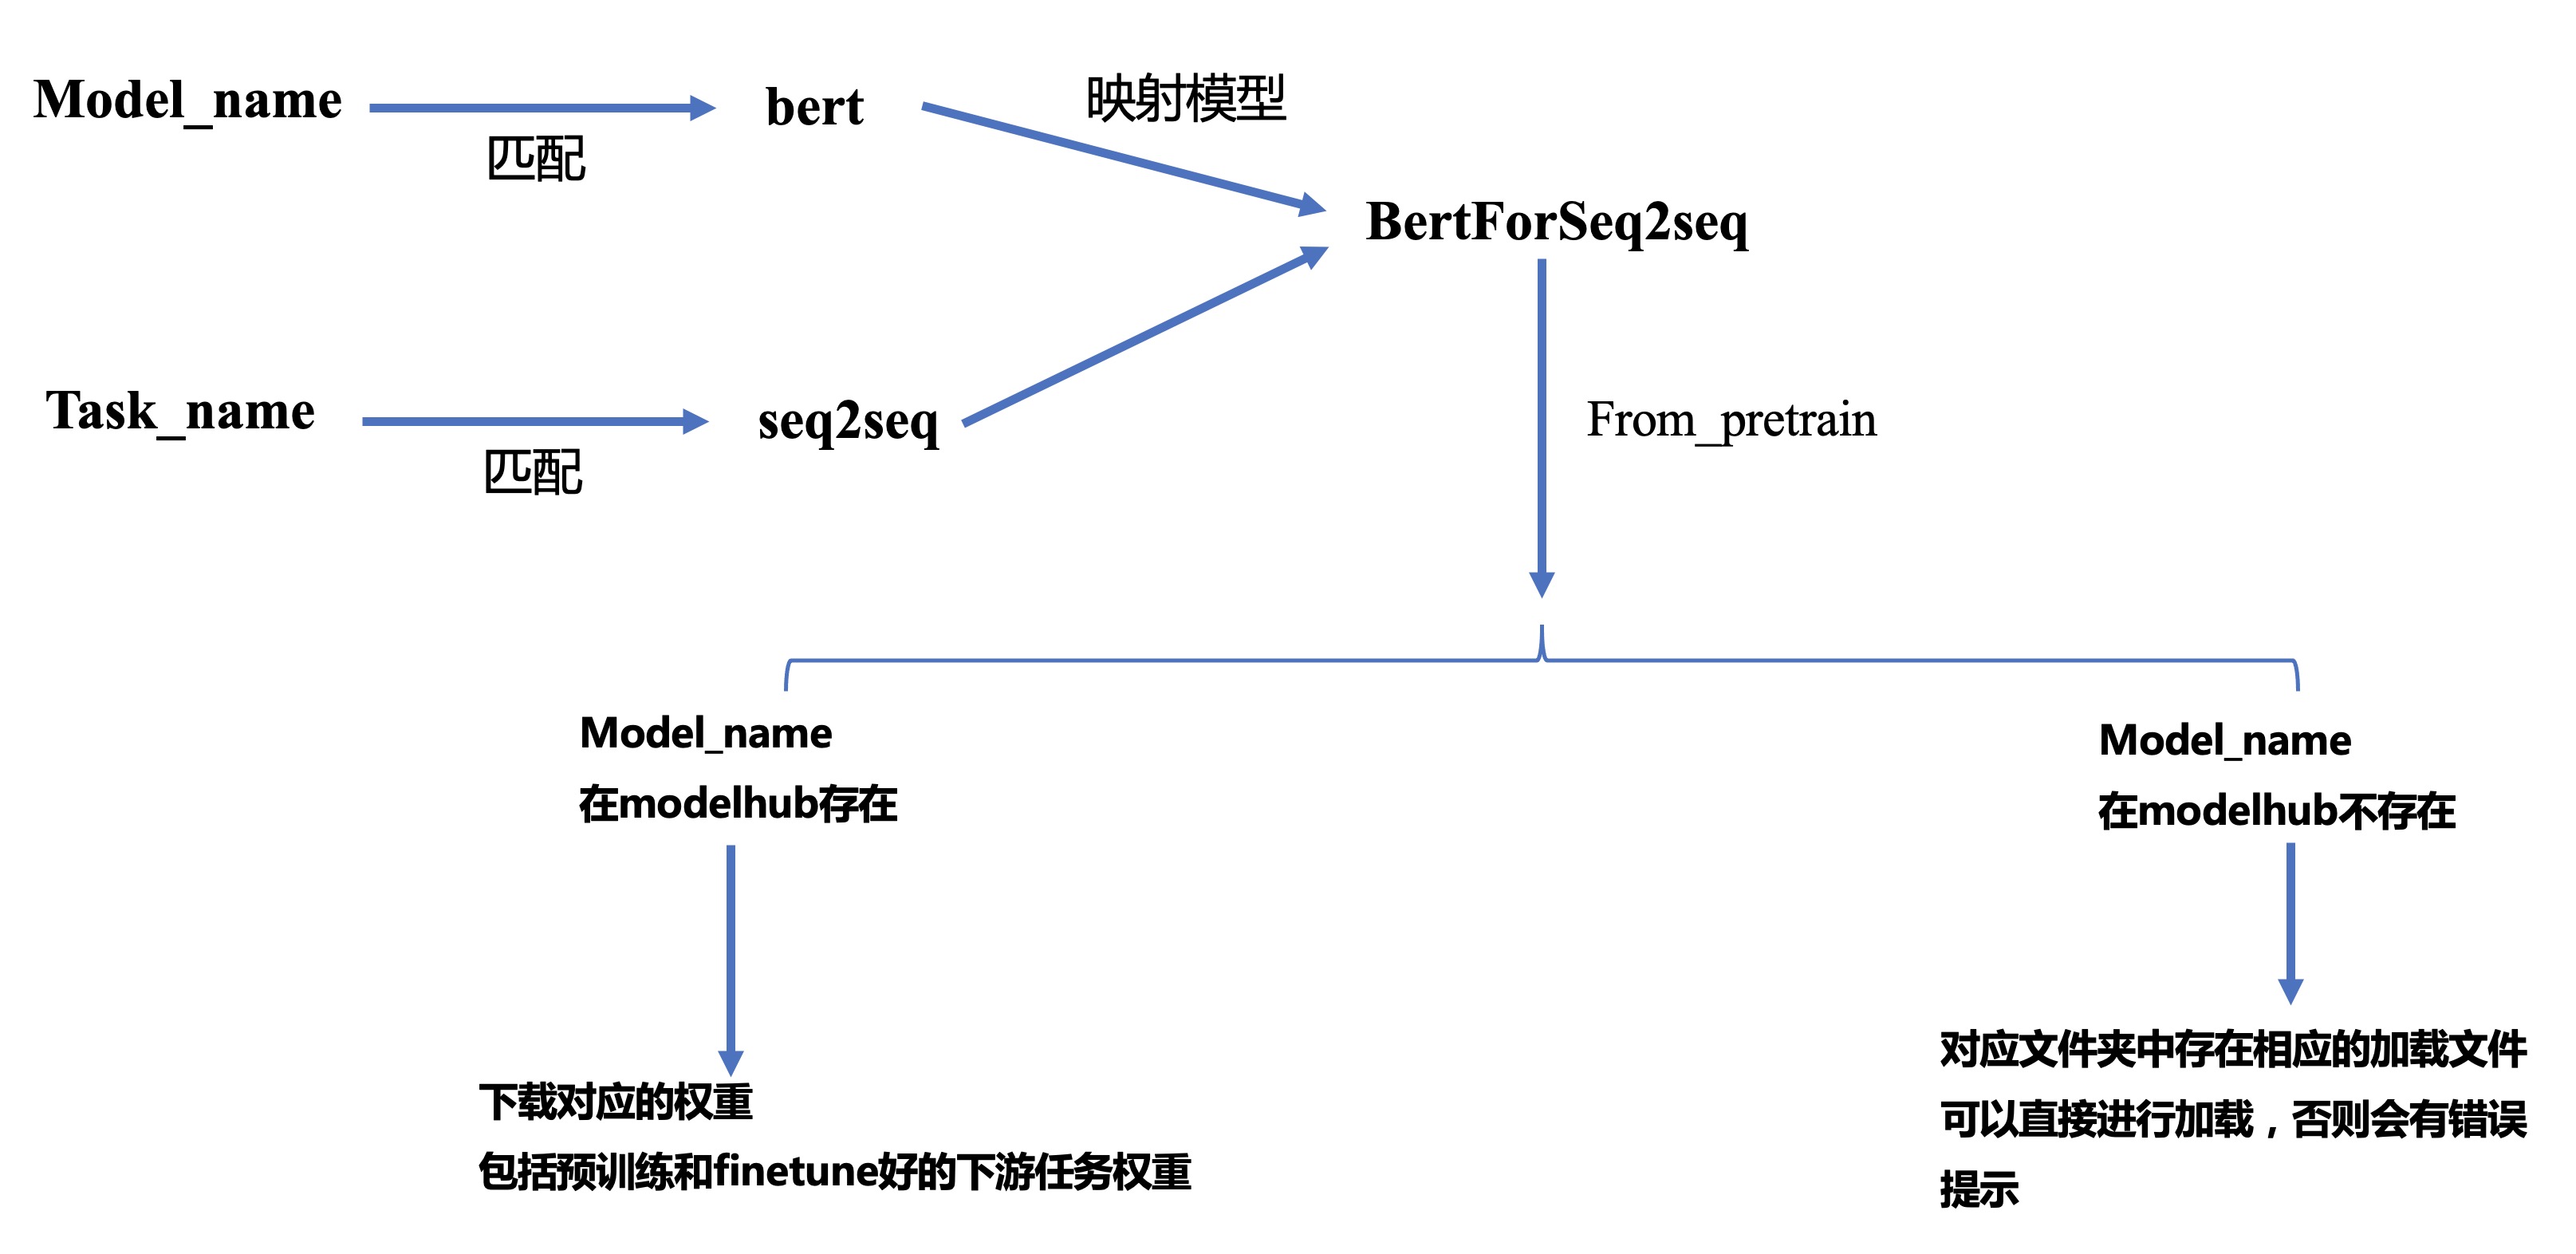 Model_name
匹配
bert
映射模型
BertForSeq2seq
Task_name
匹配
seq2seq
From_pretrain
Model_name
在modelhub存在
Model_name
在modelhub不存在
下载对应的权重
包括预训练和finetune好的下游任务权重
对应文件夹中存在相应的加载文件
可以直接进行加载，否则会有错误
提示